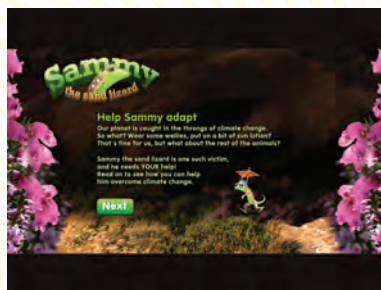 Sammy
the sand lizard
Help Sammy adapt
Our planet is caught in the throngs of climate change.
So what? Wear some wellies, put on a bit of sun lotion?
That's fine for us, but what about the rest of the animals?
Sammy the sand lizard is one such victim,
and he needs YOUR help!
Read on to see how you can help
him overcome climate change.
Next